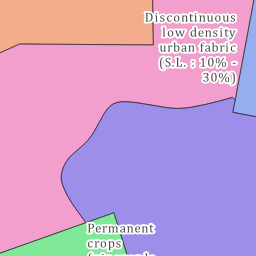 Discontinuous
low density
urban fabric
(S.L. : 10% -
30%)
Permanent
crops